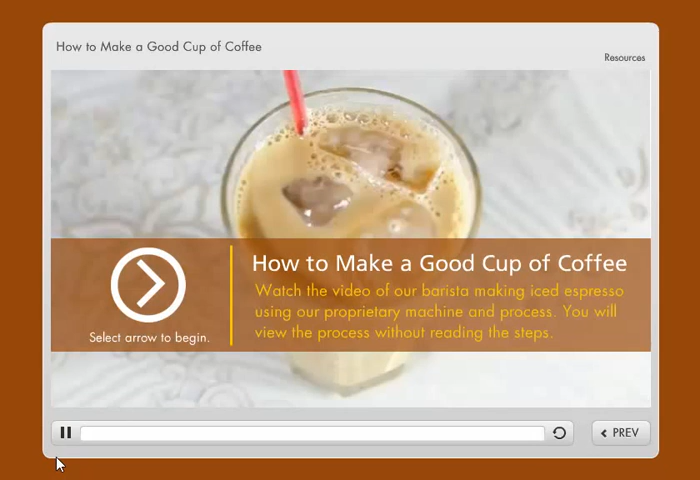 How to Make a Good Cup of Coffee
Resources
How to Make a Good Cup of Coffee
Watch the video of our barista making iced espresso
using our proprietary machine and process. You will
view the process without reading the steps.
Select arrow to begin.
PREV